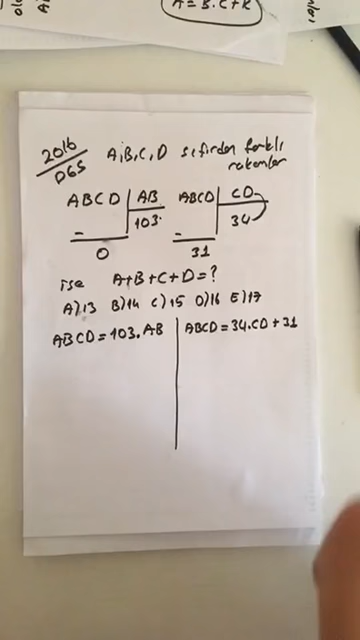 A = B.C+K
2016
DGS
A,B,C,D sıfırdan farklı
rakamlar
ABCD | AB ABCD | CD
103 34
- -
0 31
ise A+B+C+D=?
A)13 B)14 C)15 D)16 E)17
ABCD = 103.AB ABCD = 34.CD + 31